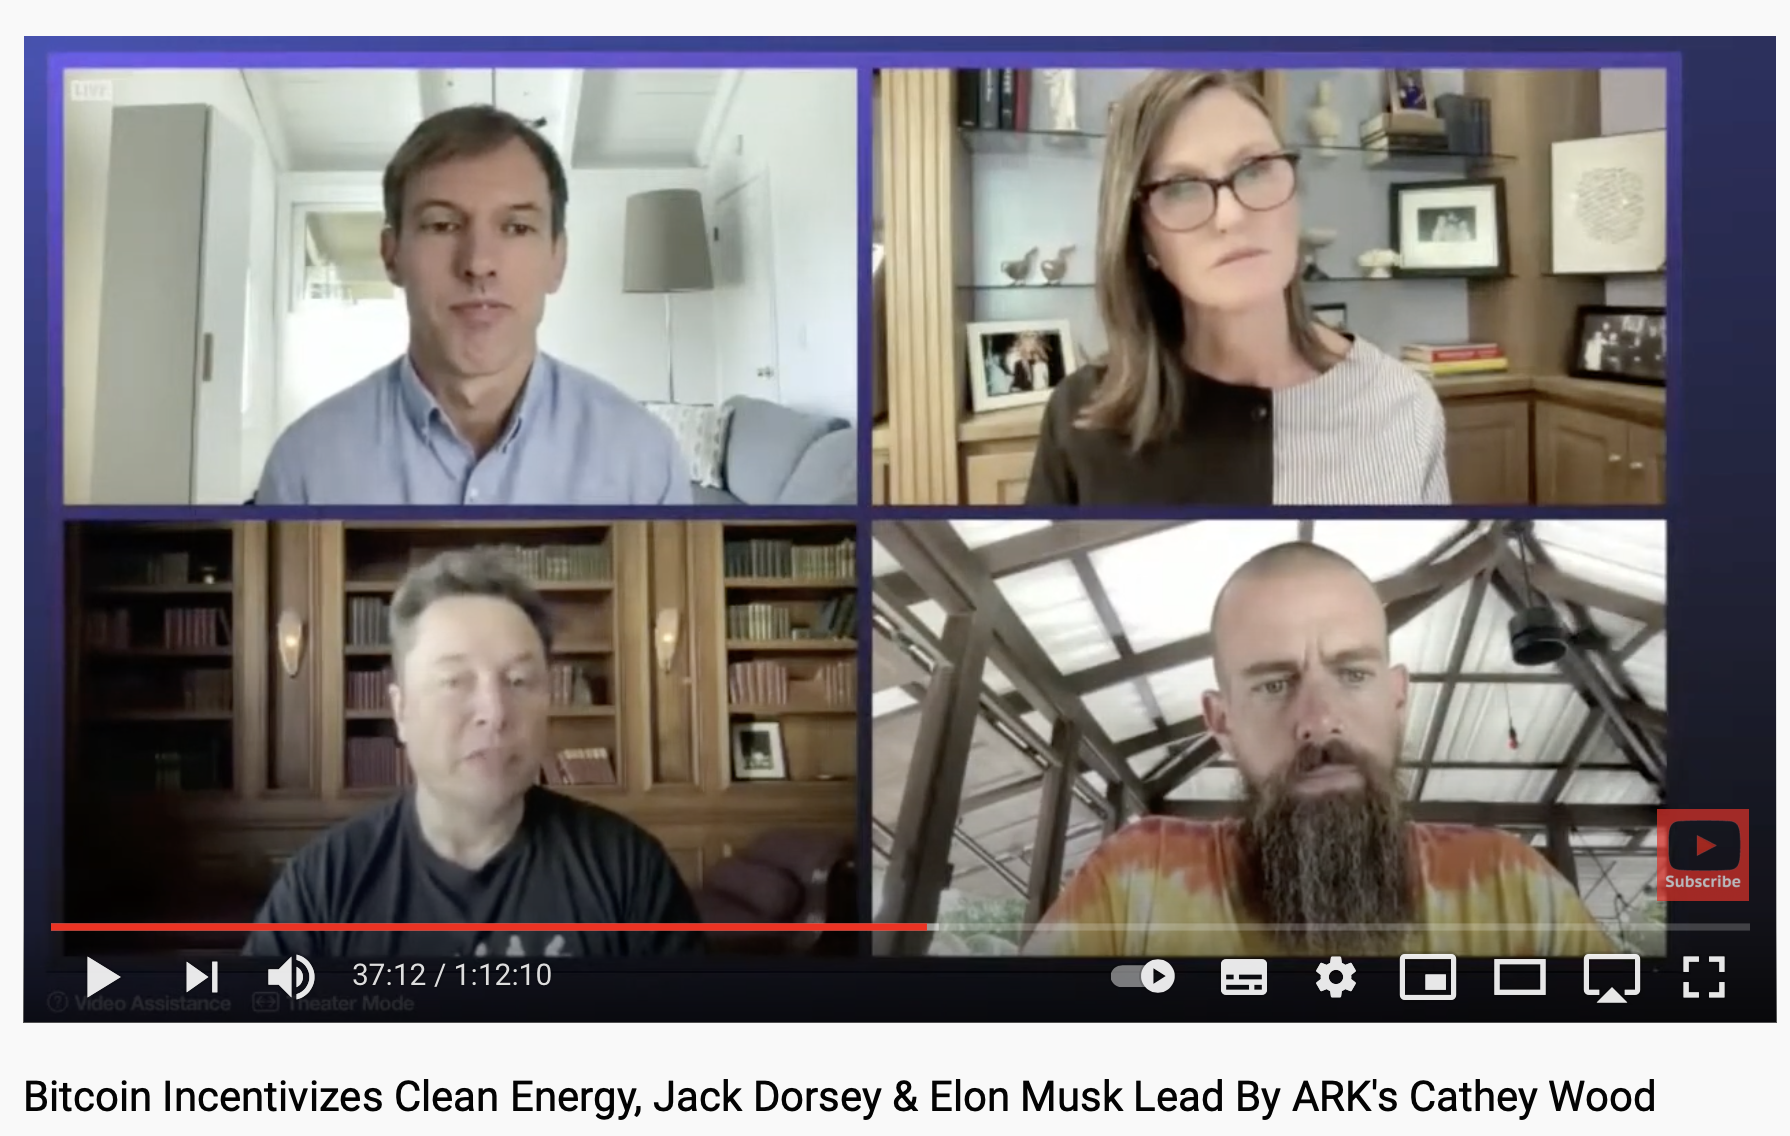 LIVE
Subscribe
37:12 / 1:12:10
Video Assistance Theater Mode
Bitcoin Incentivizes Clean Energy, Jack Dorsey & Elon Musk Lead By ARK's Cathey Wood